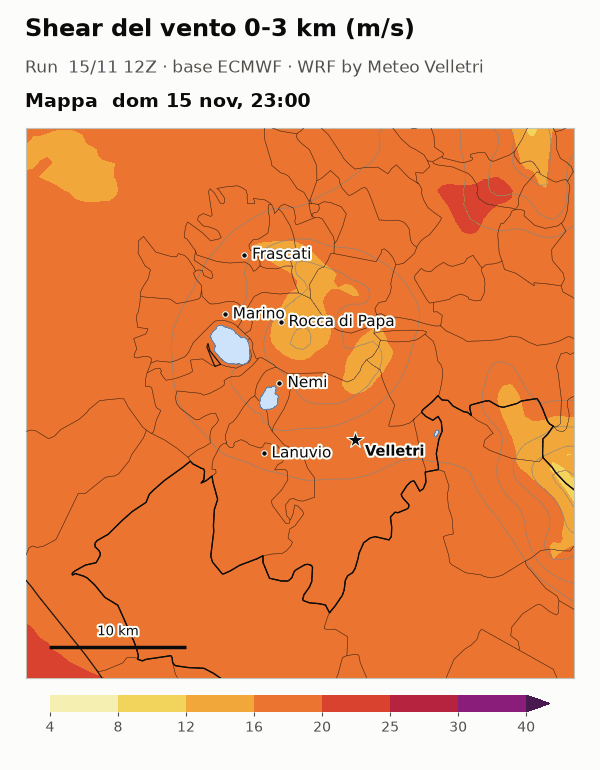 Shear del vento 0-3 km (m/s)
Run  15/11 12Z · base ECMWF · WRF by Meteo Velletri
Mappa  dom 15 nov, 23:00
Frascati
Marino
Rocca di Papa
Nemi
Velletri
Lanuvio
10 km
4 8 12 16 20 25 30 40